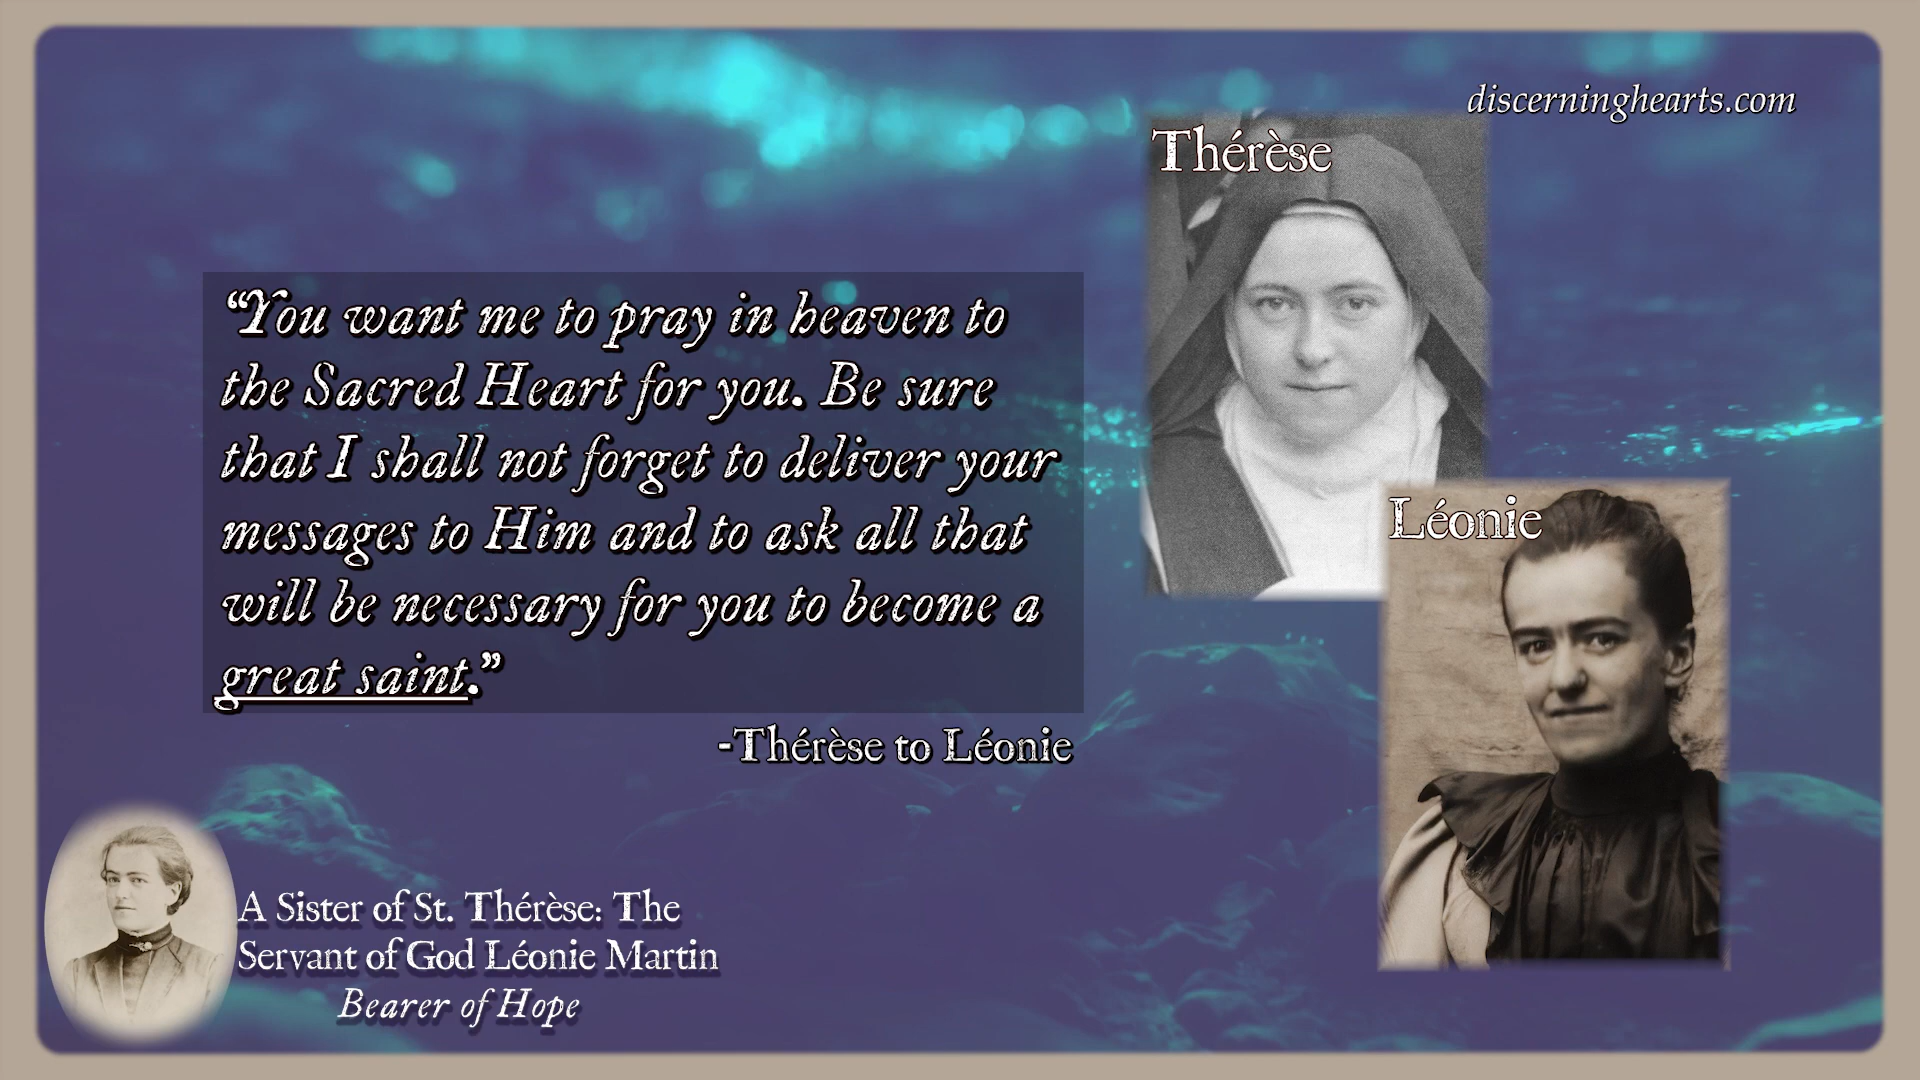 discerninghearts.com
Thérèse
“You want me to pray in heaven to
the Sacred Heart for you. Be sure
that I shall not forget to deliver your
messages to Him and to ask all that
will be necessary for you to become a
great saint.”
-Thérèse to Léonie
Léonie
A Sister of St. Thérèse: The
Servant of God Léonie Martin
Bearer of Hope